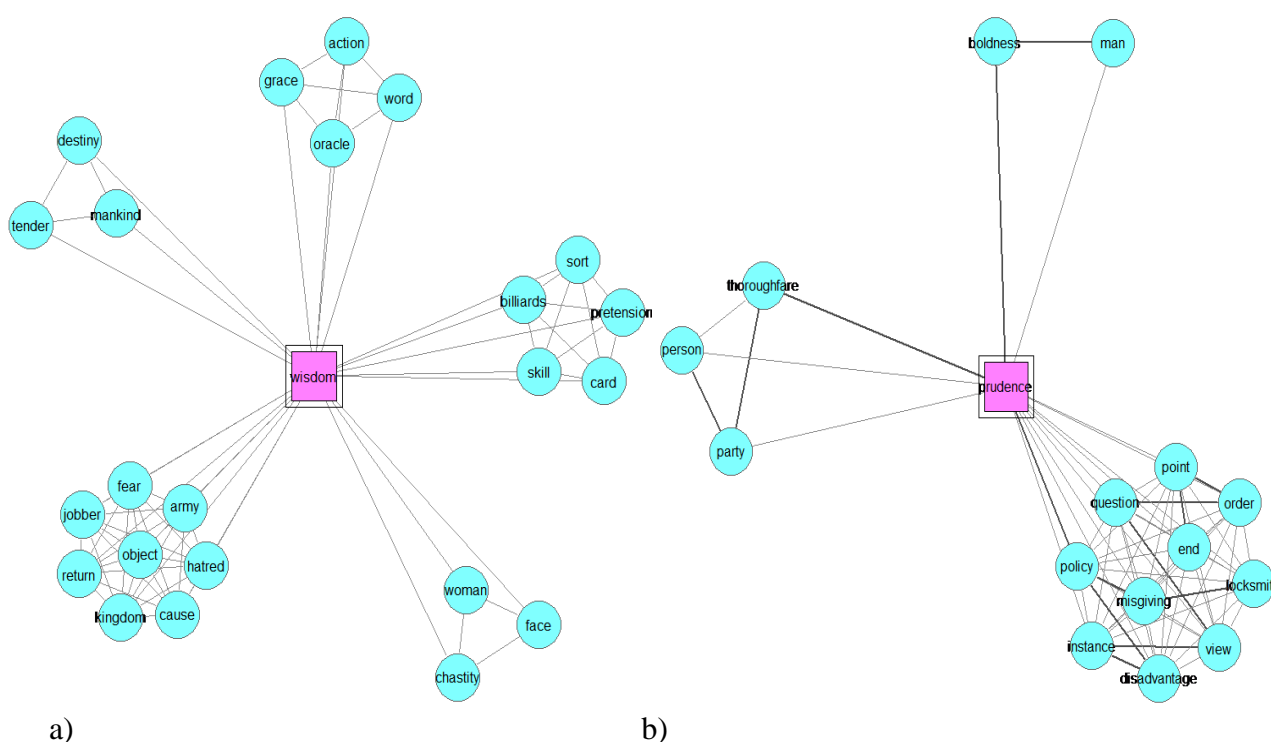 action
grace
word
oracle
destiny
mankind
tender
sort
billiards
pretension
skill
card
wisdom
fear
jobber
army
object
return
hatred
kingdom
cause
woman
face
chastity
a)
boldness
man
thoroughfare
person
party
prudence
point
question
order
end
policy
misgiving
locksmit
instance
view
disadvantage
b)